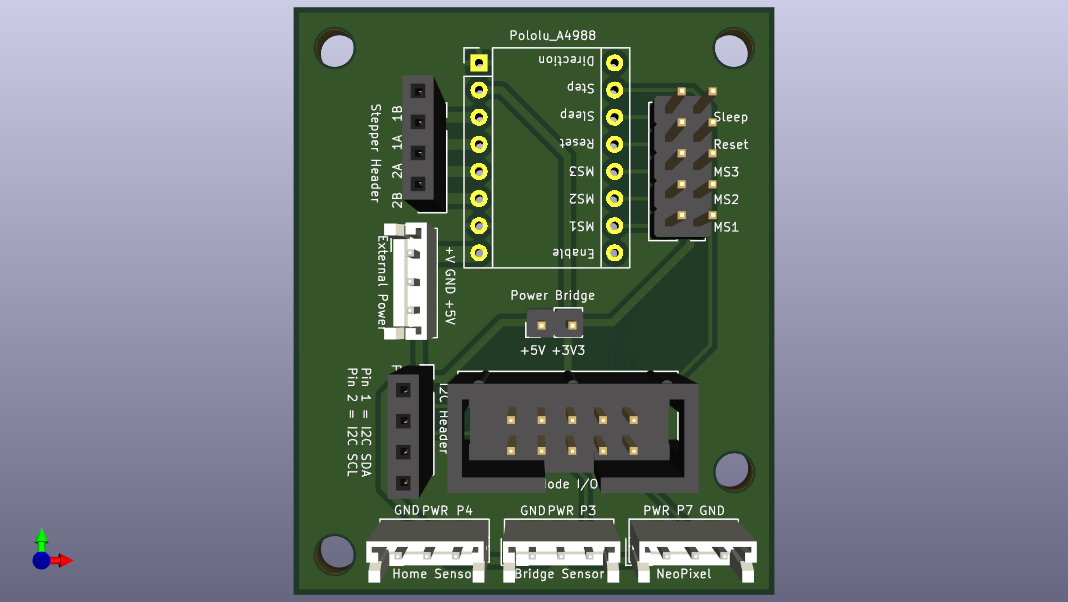 Pololu_A4988
Direction
Step
Sleep
Reset
MS3
MS2
MS1
Enable
Stepper Header
2B 2A 1A 1B
Sleep
Reset
MS3
MS2
MS1
External Power
+V GND +5V
Power Bridge
+5V +3V3
Pin 1 = I2C SDA
Pin 2 = I2C SCL
I2C Header
I/O
GND PWR P4
GND PWR P3
PWR P7 GND
Home Senso
Bridge Sensor
NeoPixel